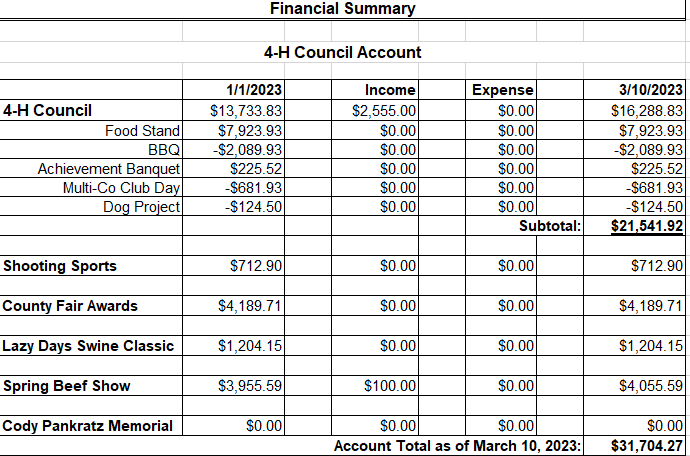 Financial Summary
4-H Council Account
1/1/2023 Income Expense 3/10/2023
4-H Council $13,733.83 $2,555.00 $0.00 $16,288.83
Food Stand $7,923.93 $0.00 $0.00 $7,923.93
BBQ -$2,089.93 $0.00 $0.00 -$2,089.93
Achievement Banquet $225.52 $0.00 $0.00 $225.52
Multi-Co Club Day -$681.93 $0.00 $0.00 -$681.93
Dog Project -$124.50 $0.00 $0.00 -$124.50
Subtotal: $21,541.92
Shooting Sports $712.90 $0.00 $0.00 $712.90
County Fair Awards $4,189.71 $0.00 $0.00 $4,189.71
Lazy Days Swine Classic $1,204.15 $0.00 $0.00 $1,204.15
Spring Beef Show $3,955.59 $100.00 $0.00 $4,055.59
Cody Pankratz Memorial $0.00 $0.00 $0.00 $0.00
Account Total as of March 10, 2023: $31,704.27